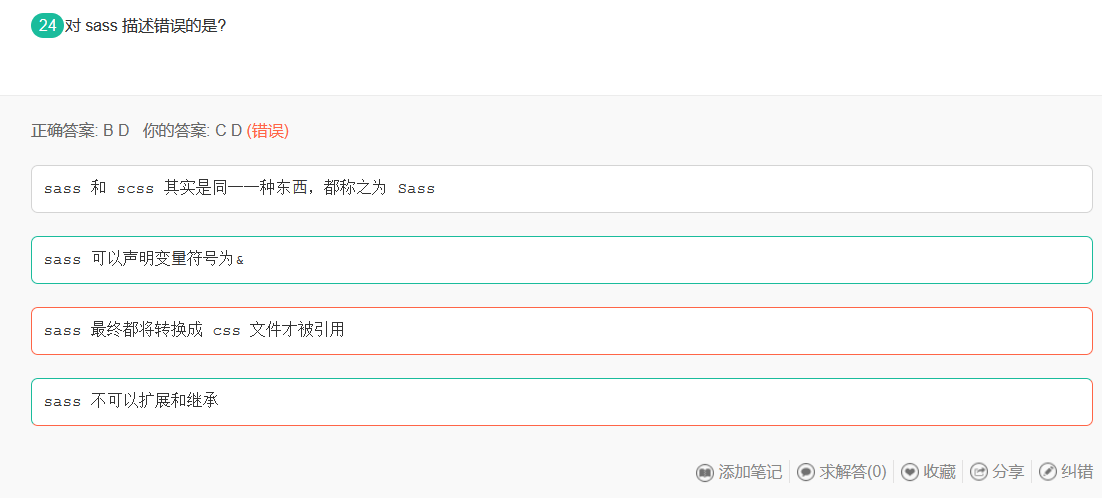 24 对 sass 描述错误的是?
正确答案: B D 你的答案: C D (错误)
sass 和 scss 其实是同一一种东西，都称之为 Sass
sass 可以声明变量符号为&
sass 最终都将转换成 css 文件才被引用
sass 不可以扩展和继承
添加笔记 求解答(0) 收藏 分享 纠错